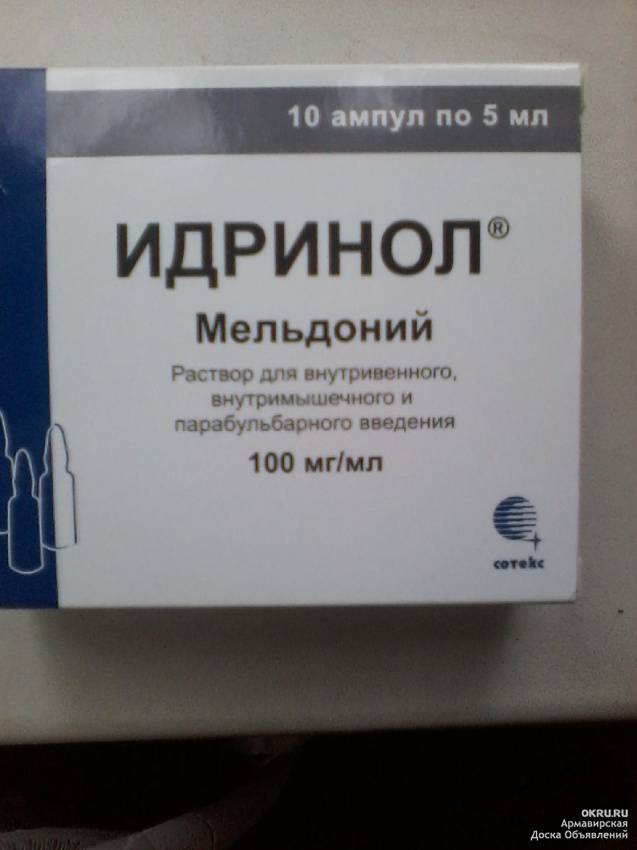 10 ампул по 5 мл
ИДРИНОЛ®
Мельдоний
Раствор для внутривенного,
внутримышечного и
парабульбарного введения
100 мг/мл
сотекс
OKRU.RU
Армавирская
Доска Объявлений